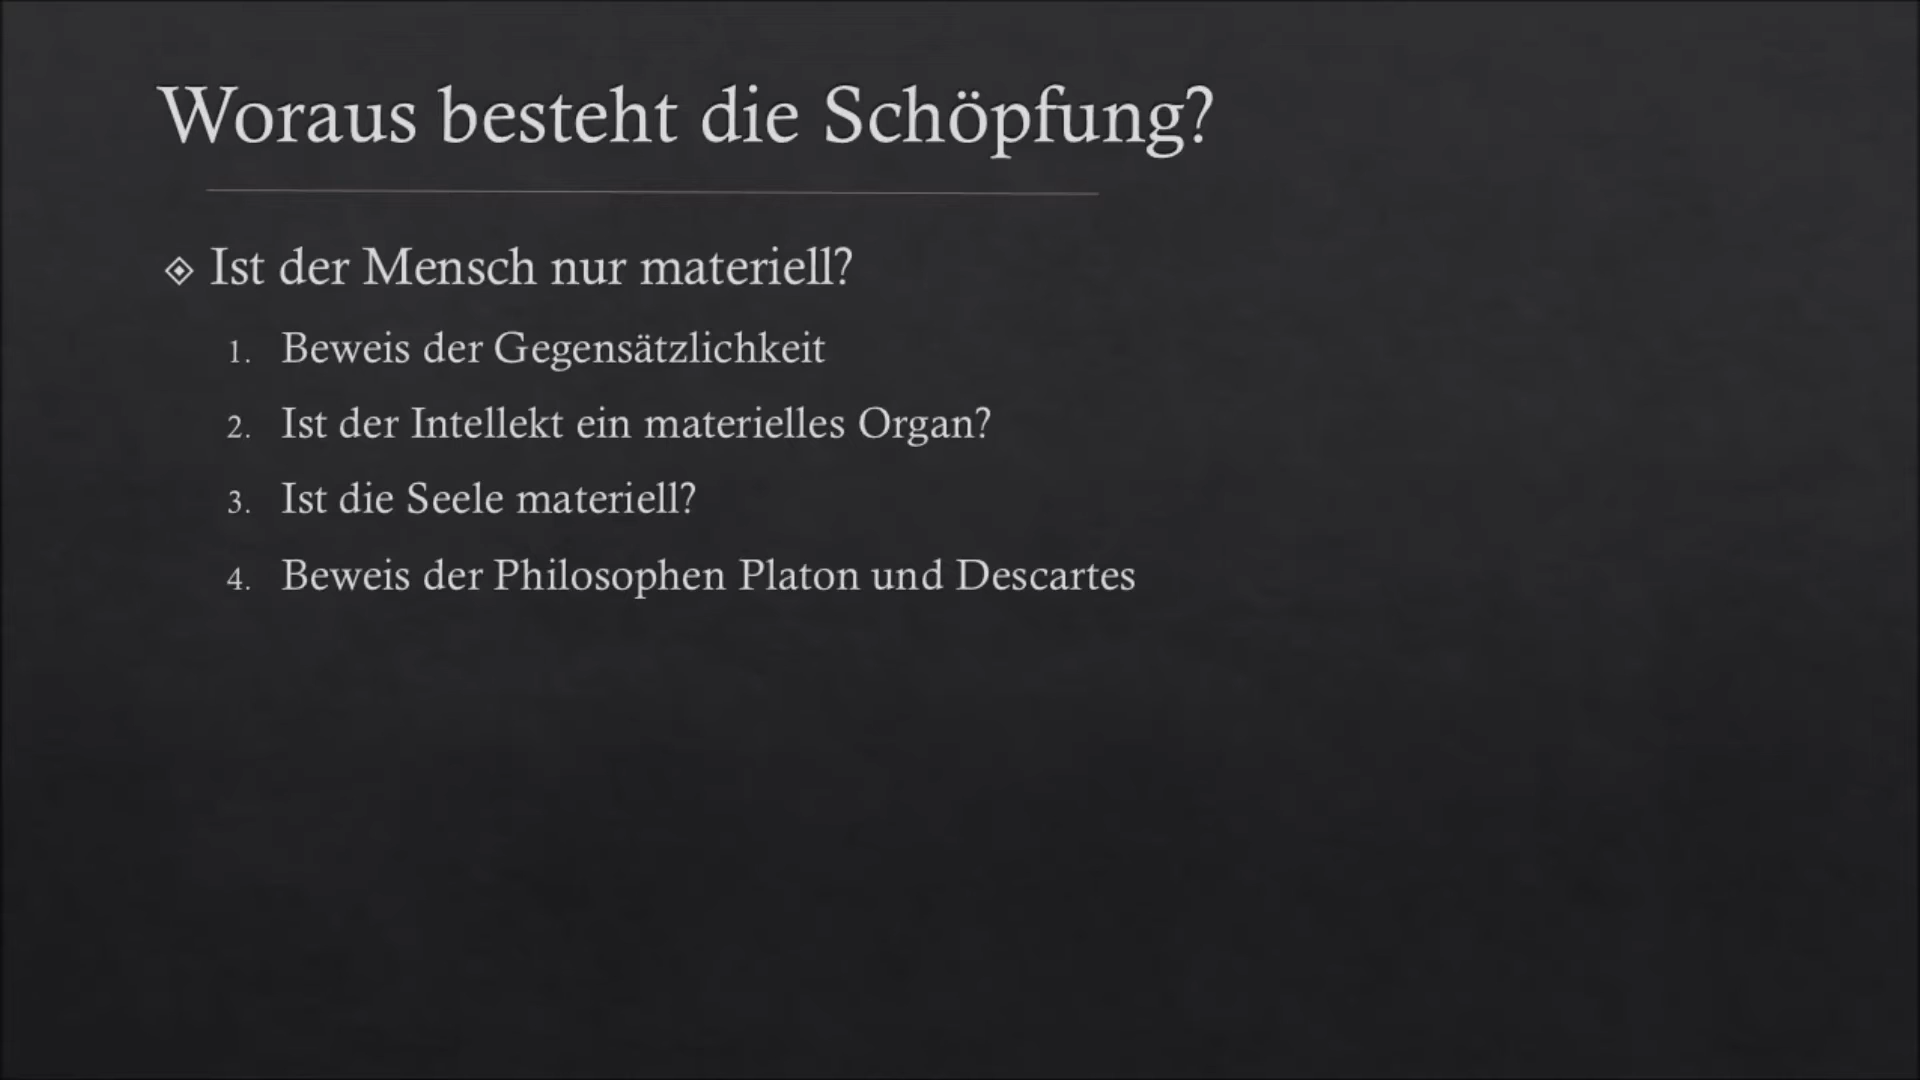 Woraus besteht die Schöpfung?
Ist der Mensch nur materiell?
1. Beweis der Gegensätzlichkeit
2. Ist der Intellekt ein materielles Organ?
3. Ist die Seele materiell?
4. Beweis der Philosophen Platon und Descartes